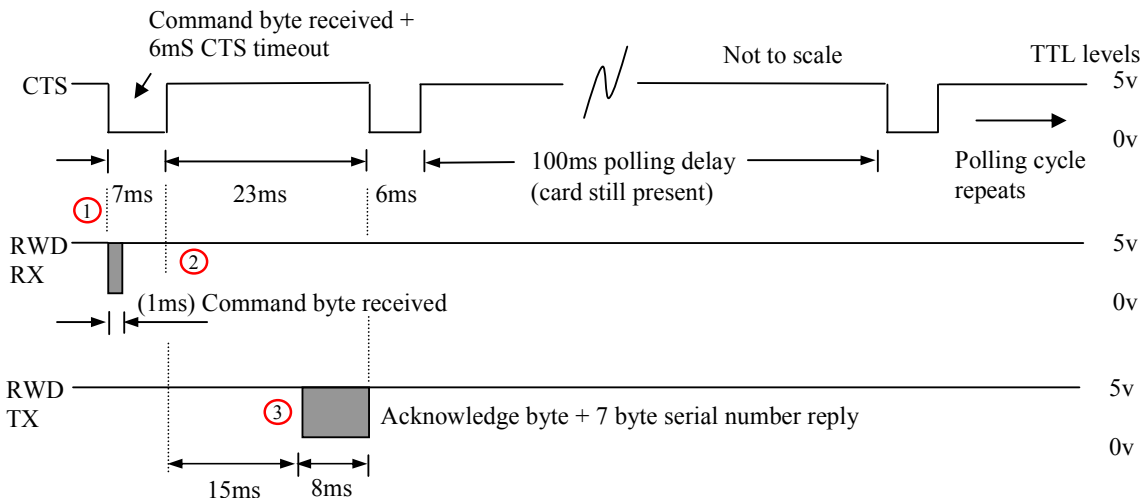 Command byte received +
6mS CTS timeout
Not to scale
TTL levels
CTS
5v
0v
7ms
23ms
6ms
100ms polling delay
(card still present)
Polling cycle
repeats
1
RWD
RX
5v
2
(1ms) Command byte received
0v
RWD
TX
5v
3
Acknowledge byte + 7 byte serial number reply
0v
15ms
8ms